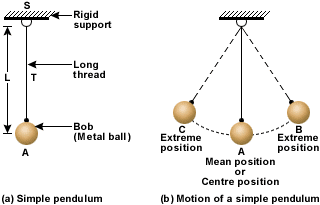 S
Rigid
support
L
T
Long
thread
Bob
(Metal ball)
A
(a) Simple pendulum
C
Extreme
position
A
Mean position
or
Centre position
B
Extreme
position
(b) Motion of a simple pendulum